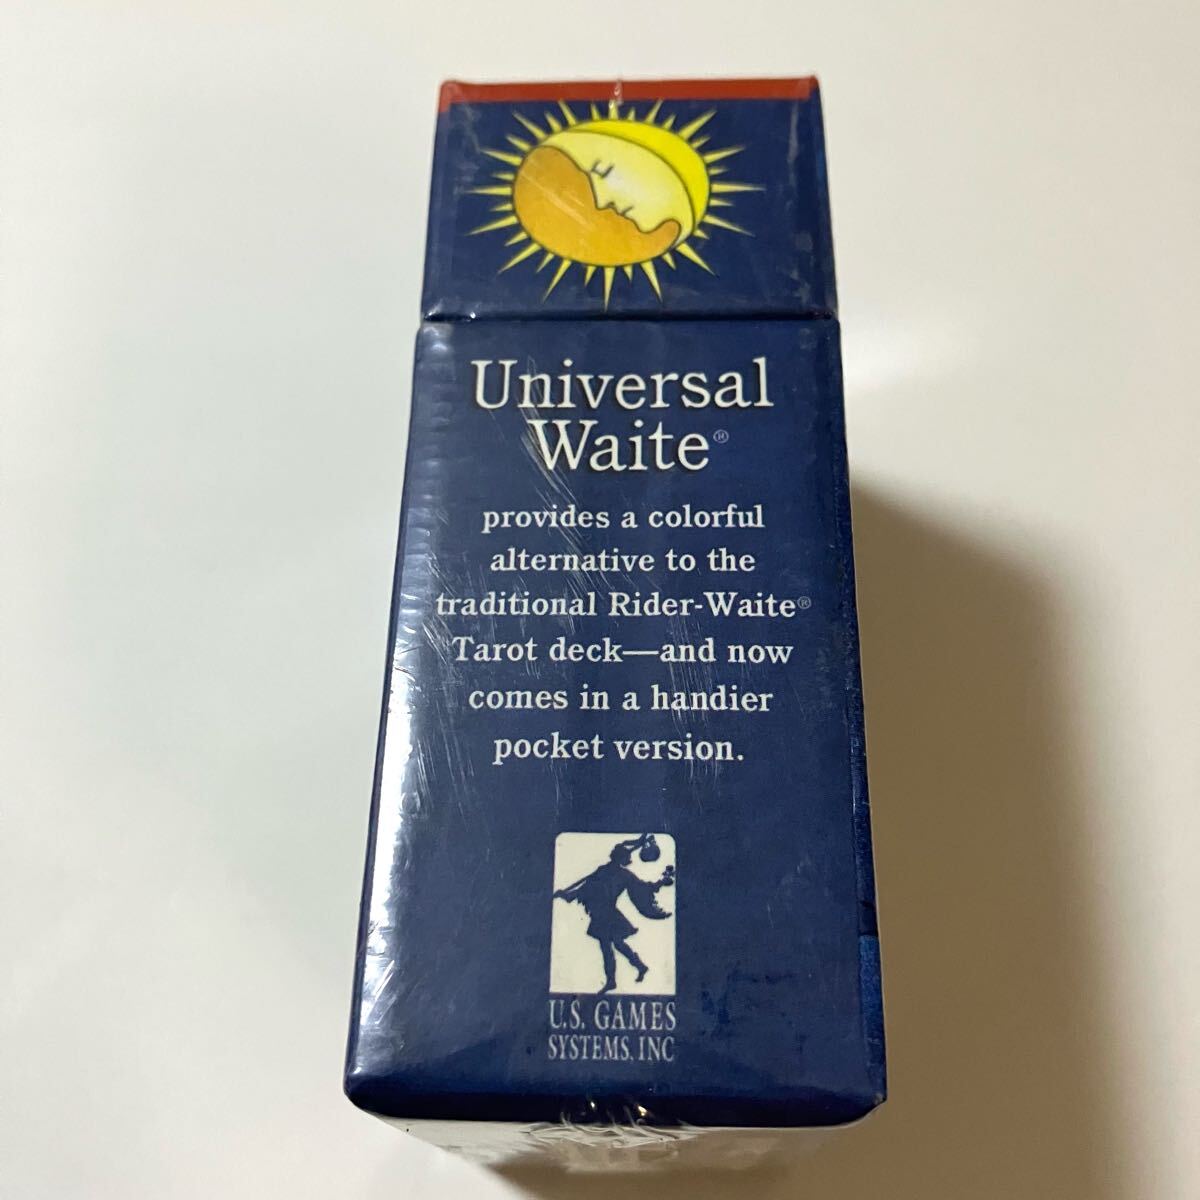 Universal
Waite®
provides a colorful
alternative to the
traditional Rider-Waite®
Tarot deck—and now
comes in a handier
pocket version.
U.S. GAMES
SYSTEMS, INC